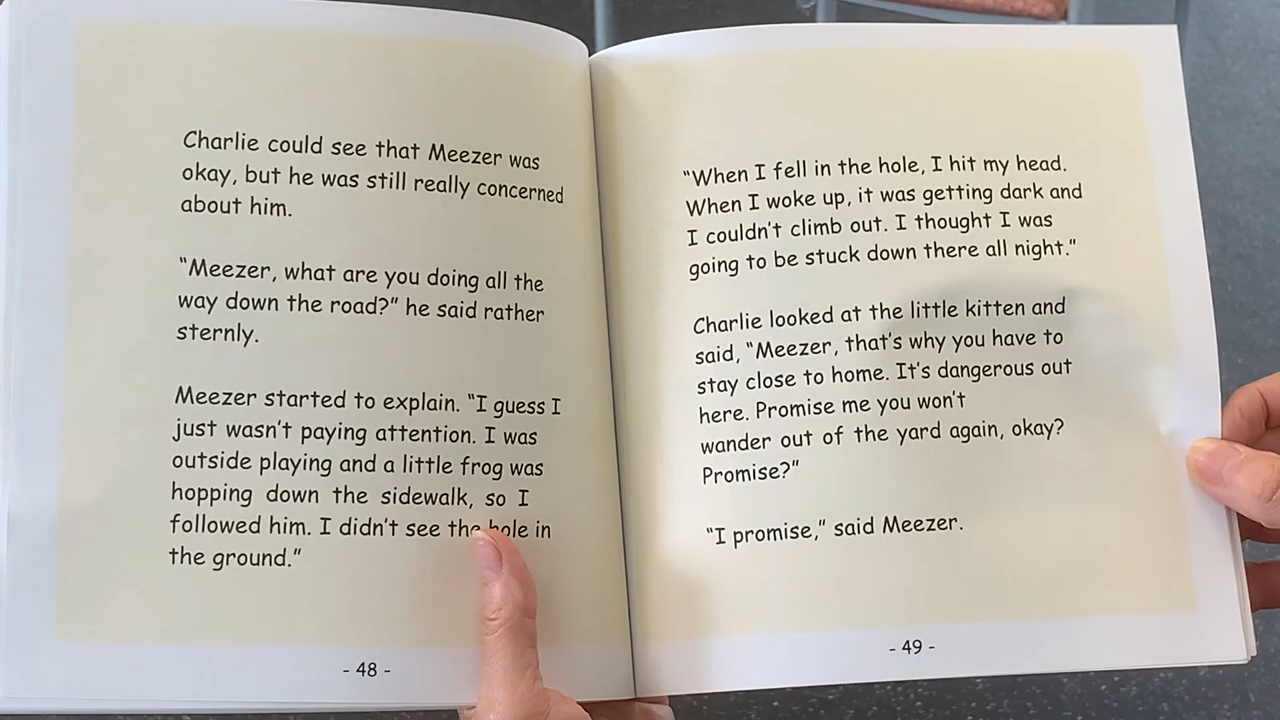 Charlie could see that Meezer was
okay, but he was still really concerned
about him.
"Meezer, what are you doing all the
way down the road?" he said rather
sternly.
Meezer started to explain. "I guess I
just wasn't paying attention. I was
outside playing and a little frog was
hopping down the sidewalk, so I
followed him. I didn't see the hole in
the ground."
- 48 -
"When I fell in the hole, I hit my head.
When I woke up, it was getting dark and
I couldn't climb out. I thought I was
going to be stuck down there all night."
Charlie looked at the little kitten and
said, "Meezer, that's why you have to
stay close to home. It's dangerous out
here. Promise me you won't
wander out of the yard again, okay?
Promise?"
"I promise," said Meezer.
- 49 -